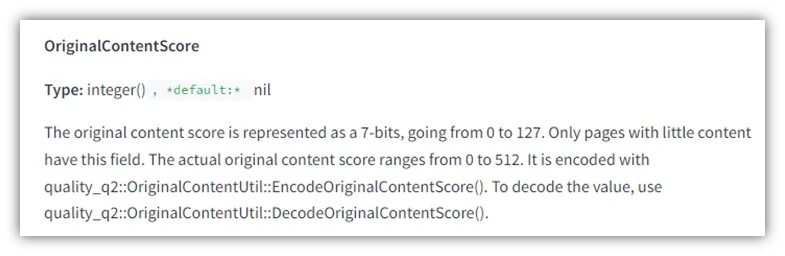 OriginalContentScore
Type: integer() , *default:* nil
The original content score is represented as a 7-bits, going from 0 to 127. Only pages with little content
have this field. The actual original content score ranges from 0 to 512. It is encoded with
quality_q2::OriginalContentUtil::EncodeOriginalContentScore(). To decode the value, use
quality_q2::OriginalContentUtil::DecodeOriginalContentScore().